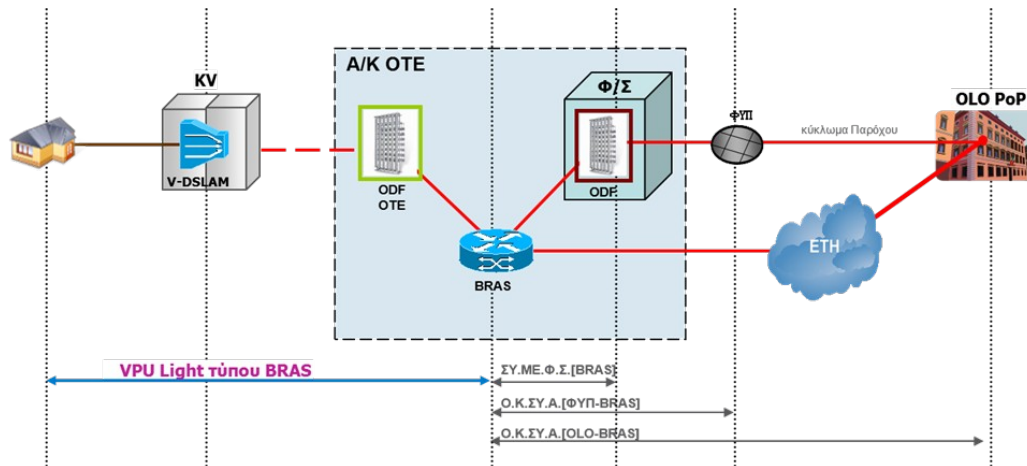 A/K OTE
KV
Φ/Σ
ΦΥΠ
OLO PoP
κύκλωμα Παρόχου
V-DSLAM
ODF
OTE
ODF
ETH
BRAS
VPU Light τύπου BRAS
ΣΥ.ΜΕ.Φ.Σ.[BRAS]
Ο.Κ.ΣΥ.Α.[ΦΥΠ-BRAS]
Ο.Κ.ΣΥ.Α.[OLO-BRAS]